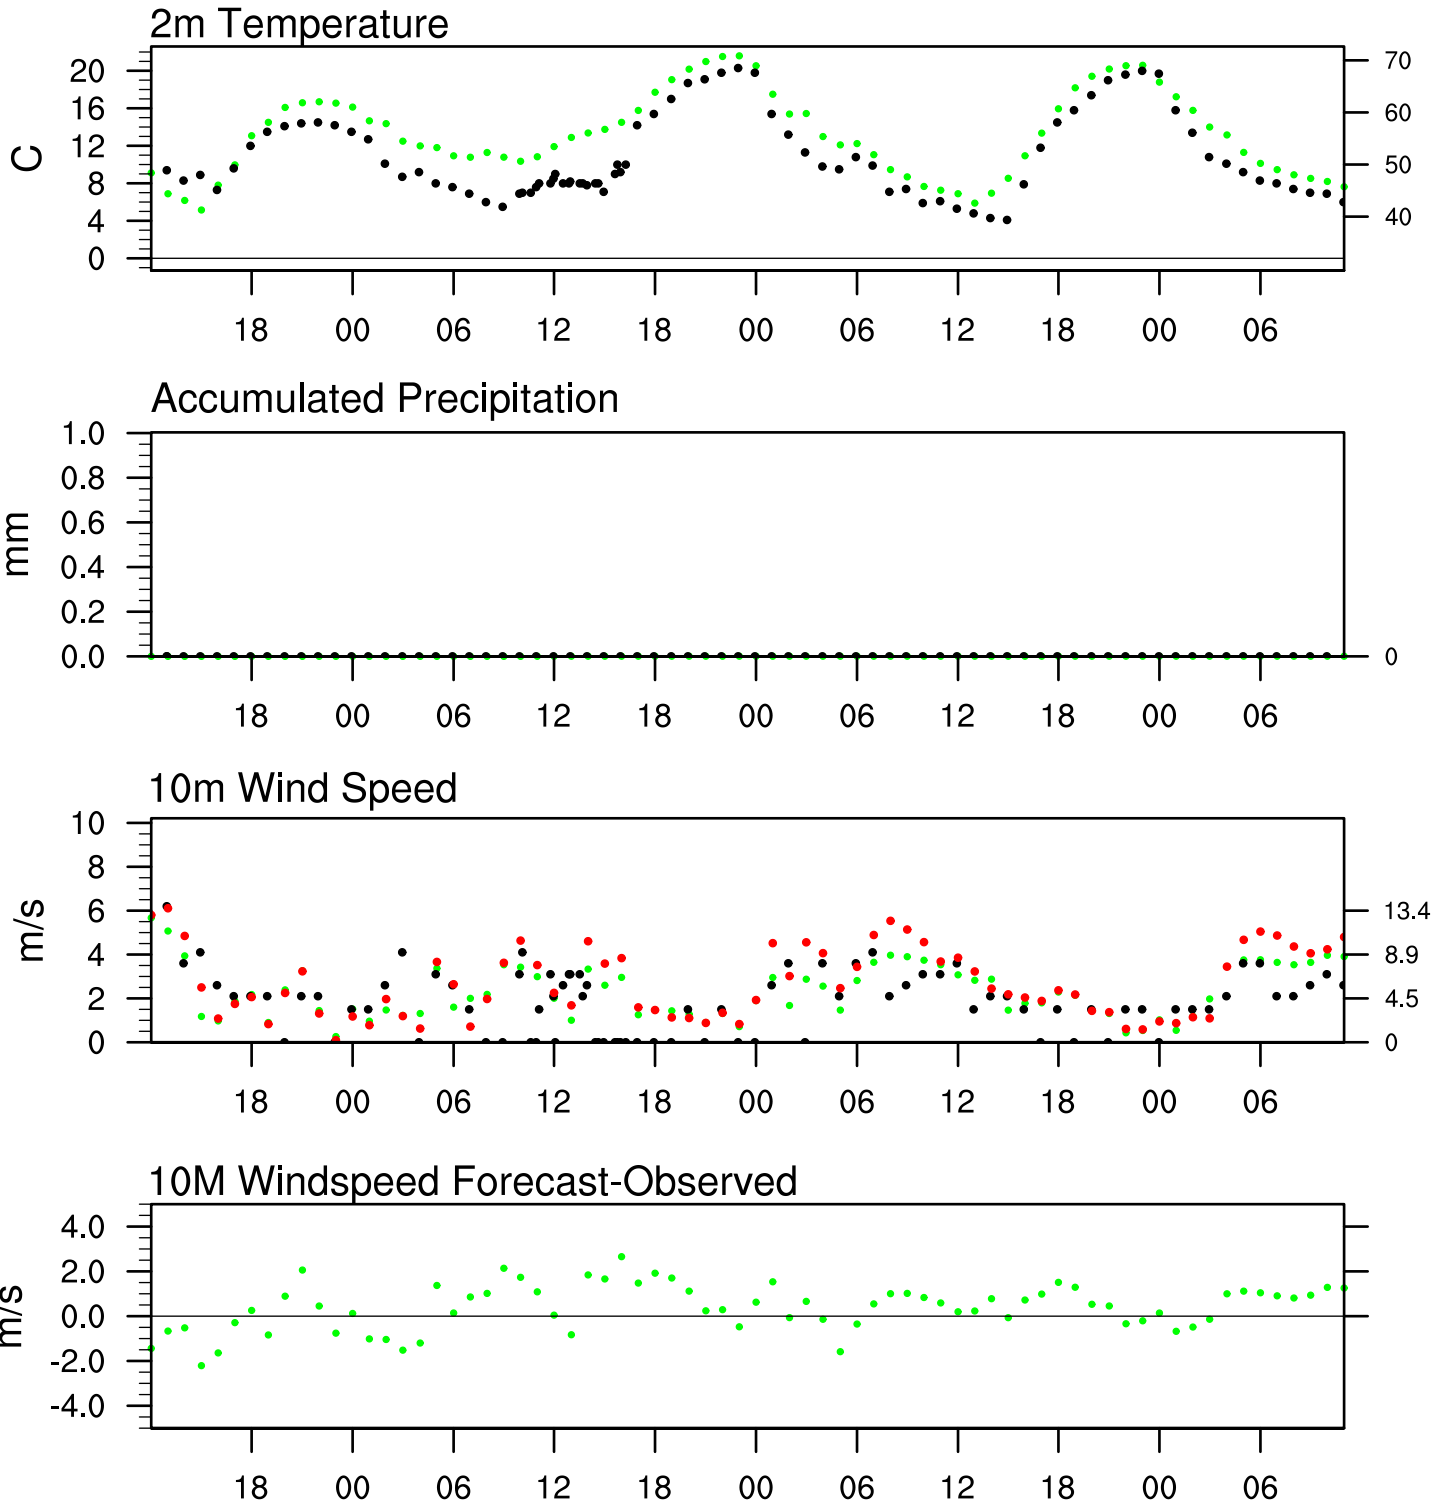 2m Temperature
20
16
12
8
4
0
C
70
60
50
40
18 00 06 12 18 00 06 12 18 00 06
Accumulated Precipitation
1.0
0.8
0.6
0.4
0.2
0.0
mm
0
18 00 06 12 18 00 06 12 18 00 06
10m Wind Speed
10
8
6
4
2
0
m/s
13.4
8.9
4.5
0
18 00 06 12 18 00 06 12 18 00 06
10M Windspeed Forecast-Observed
4.0
2.0
0.0
-2.0
-4.0
m/s
18 00 06 12 18 00 06 12 18 00 06